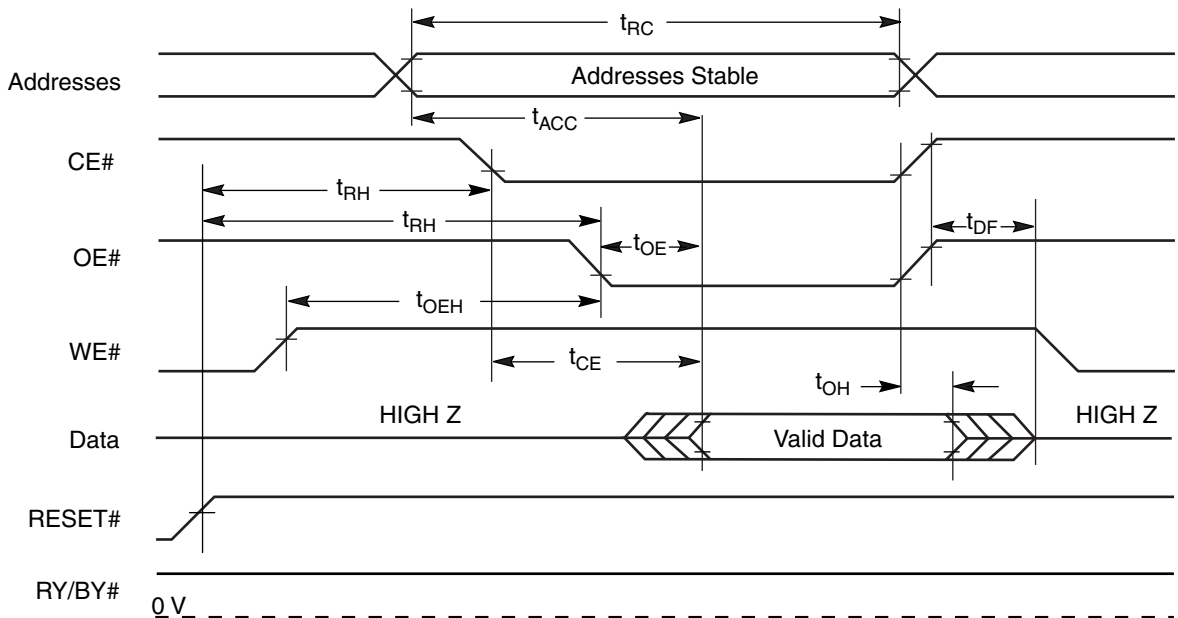 tRC
Addresses
Addresses Stable
tACC
CE#
tRH
tRH
tDF
OE#
tOE
tOEH
WE#
tCE
tOH
HIGH Z
HIGH Z
Data
Valid Data
RESET#
RY/BY#
0 V